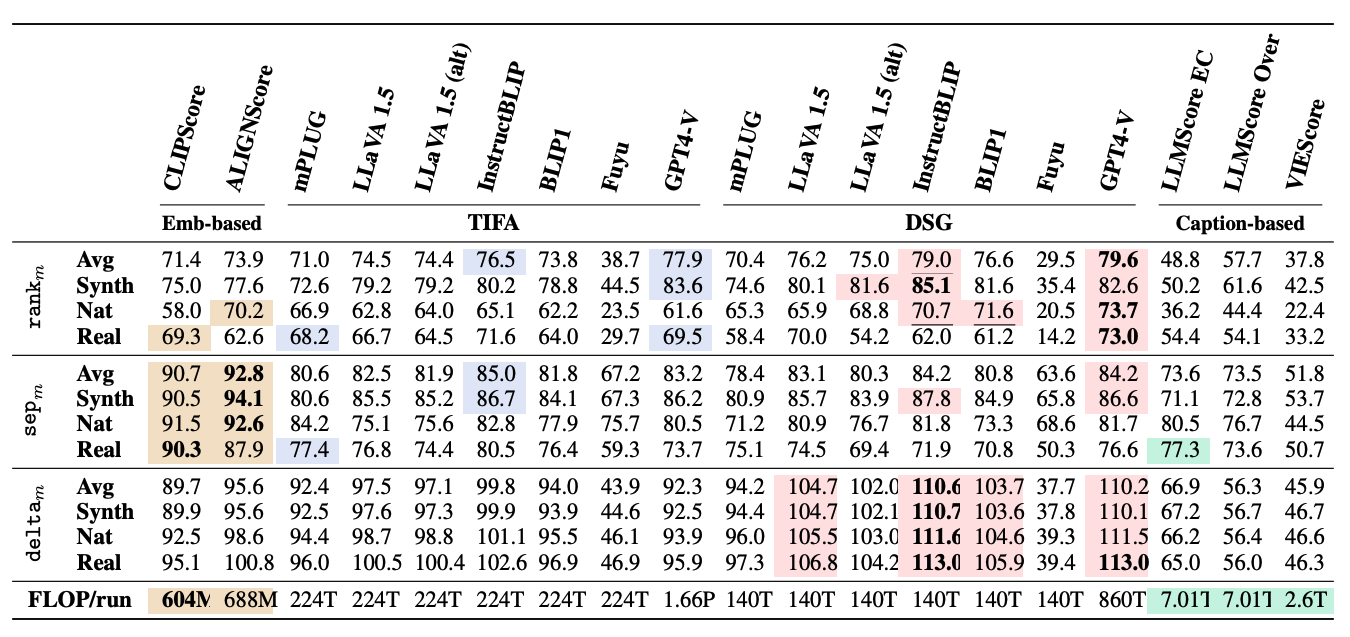 CLIPScore ALIGNScore mPLUG LLaVA 1.5 LLaVA 1.5 (alt) InstructBLIP BLIP1 Fuyu GPT4-V mPLUG LLaVA 1.5 LLaVA 1.5 (alt) InstructBLIP BLIP1 Fuyu GPT4-V LLMScore EC LLMScore Over VIEScore
Emb-based TIFA DSG Caption-based
rankm
Avg 71.4 73.9 71.0 74.5 74.4 76.5 73.8 38.7 77.9 70.4 76.2 75.0 79.0 76.6 29.5 79.6 48.8 57.7 37.8
Synth 75.0 77.6 72.6 79.2 79.2 80.2 78.8 44.5 83.6 74.6 80.1 81.6 85.1 81.6 35.4 82.6 50.2 61.6 42.5
Nat 58.0 70.2 66.9 62.8 64.0 65.1 62.2 23.5 61.6 65.3 65.9 68.8 70.7 71.6 20.5 73.7 36.2 44.4 22.4
Real 69.3 62.6 68.2 66.7 64.5 71.6 64.0 29.7 69.5 58.4 70.0 54.2 62.0 61.2 14.2 73.0 54.4 54.1 33.2
sepm
Avg 90.7 92.8 80.6 82.5 81.9 85.0 81.8 67.2 83.2 78.4 83.1 80.3 84.2 80.8 63.6 84.2 73.6 73.5 51.8
Synth 90.5 94.1 80.6 85.5 85.2 86.7 84.1 67.3 86.2 80.9 85.7 83.9 87.8 84.9 65.8 86.6 71.1 72.8 53.7
Nat 91.5 92.6 84.2 75.1 75.6 82.8 77.9 75.7 80.5 71.2 80.9 76.7 81.8 73.3 68.6 81.7 80.5 76.7 44.5
Real 90.3 87.9 77.4 76.8 74.4 80.5 76.4 59.3 73.7 75.1 74.5 69.4 71.9 70.8 50.3 76.6 77.3 73.6 50.7
deltam
Avg 89.7 95.6 92.4 97.5 97.1 99.8 94.0 43.9 92.3 94.2 104.7 102.0 110.6 103.7 37.7 110.2 66.9 56.3 45.9
Synth 89.9 95.6 92.5 97.6 97.3 99.9 93.9 44.6 92.5 94.4 104.7 102.1 110.7 103.6 37.8 110.1 67.2 56.7 46.7
Nat 92.5 98.6 94.4 98.7 98.8 101.1 95.5 46.1 93.9 96.0 105.5 103.0 111.6 104.6 39.3 111.5 66.2 56.4 46.6
Real 95.1 100.8 96.0 100.5 100.4 102.6 96.9 46.9 95.9 97.3 106.8 104.2 113.0 105.9 39.4 113.0 65.0 56.0 46.3
FLOP/run 604M 688M 224T 224T 224T 224T 224T 224T 1.66P 140T 140T 140T 140T 140T 140T 860T 7.01T 7.01T 2.6T